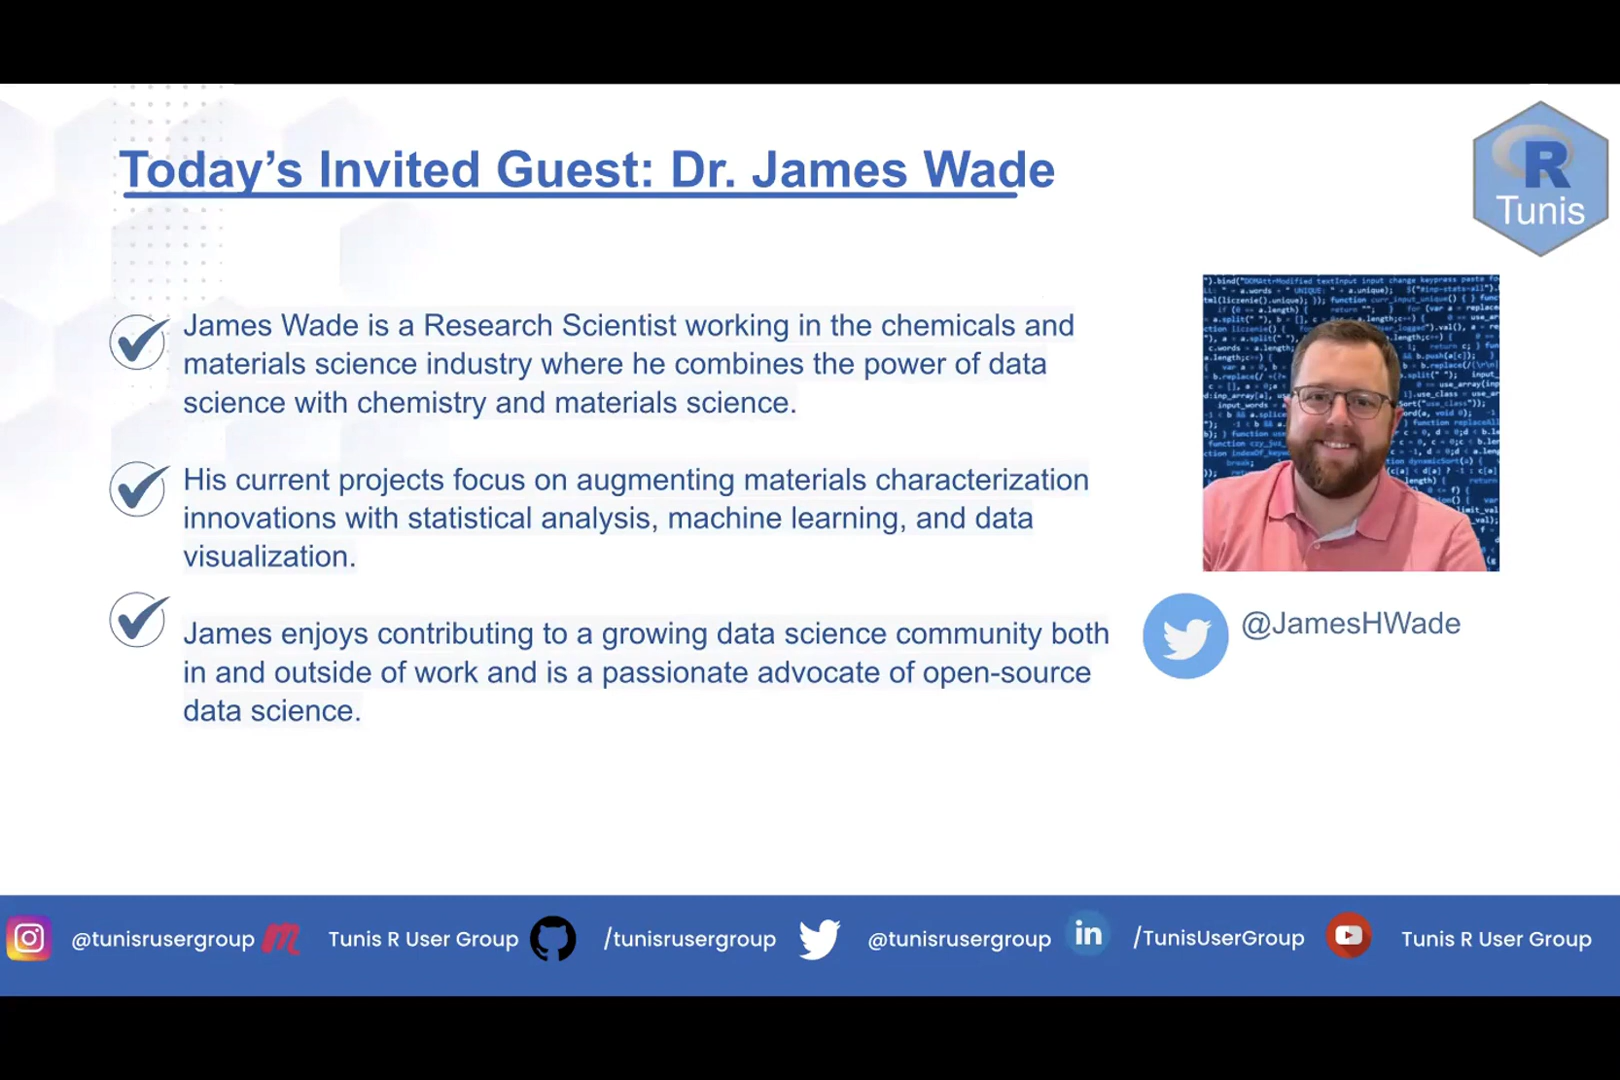 Today’s Invited Guest: Dr. James Wade
R
Tunis
James Wade is a Research Scientist working in the chemicals and
materials science industry where he combines the power of data
science with chemistry and materials science.
His current projects focus on augmenting materials characterization
innovations with statistical analysis, machine learning, and data
visualization.
James enjoys contributing to a growing data science community both
in and outside of work and is a passionate advocate of open-source
data science.
@JamesHWade
@tunisrusergroup
Tunis R User Group
/tunisrusergroup
@tunisrusergroup
in
/TunisUserGroup
Tunis R User Group